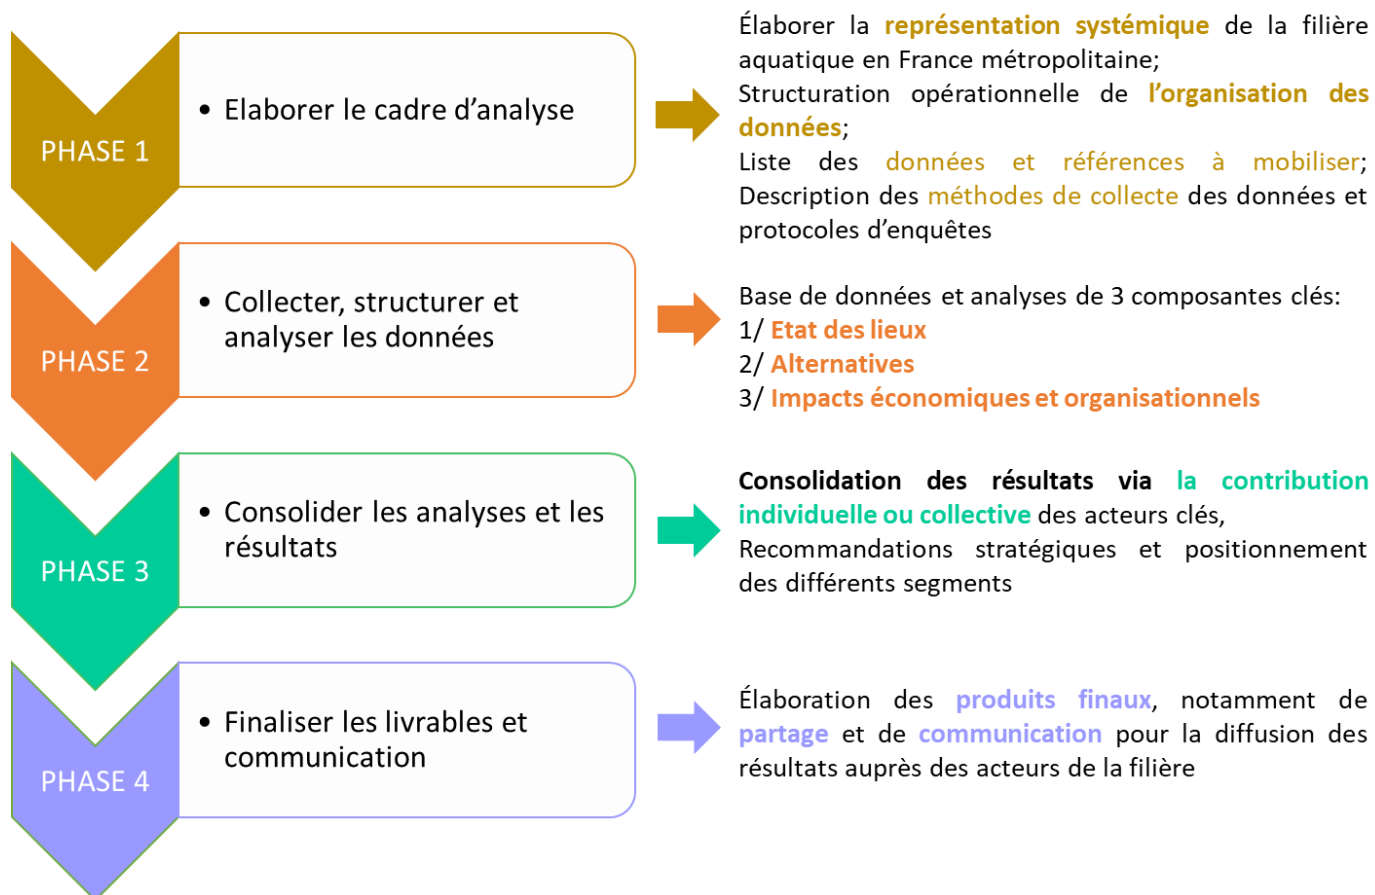 PHASE 1
• Elaborer le cadre d’analyse
Élaborer la représentation systémique de la filière
aquatique en France métropolitaine;
Structuration opérationnelle de l’organisation des
données;
Liste des données et références à mobiliser;
Description des méthodes de collecte des données et
protocoles d’enquêtes
PHASE 2
• Collecter, structurer et
analyser les données
Base de données et analyses de 3 composantes clés:
1/ Etat des lieux
2/ Alternatives
3/ Impacts économiques et organisationnels
PHASE 3
• Consolider les analyses et les
résultats
Consolidation des résultats via la contribution
individuelle ou collective des acteurs clés,
Recommandations stratégiques et positionnement
des différents segments
PHASE 4
• Finaliser les livrables et
communication
Élaboration des produits finaux, notamment de
partage et de communication pour la diffusion des
résultats auprès des acteurs de la filière